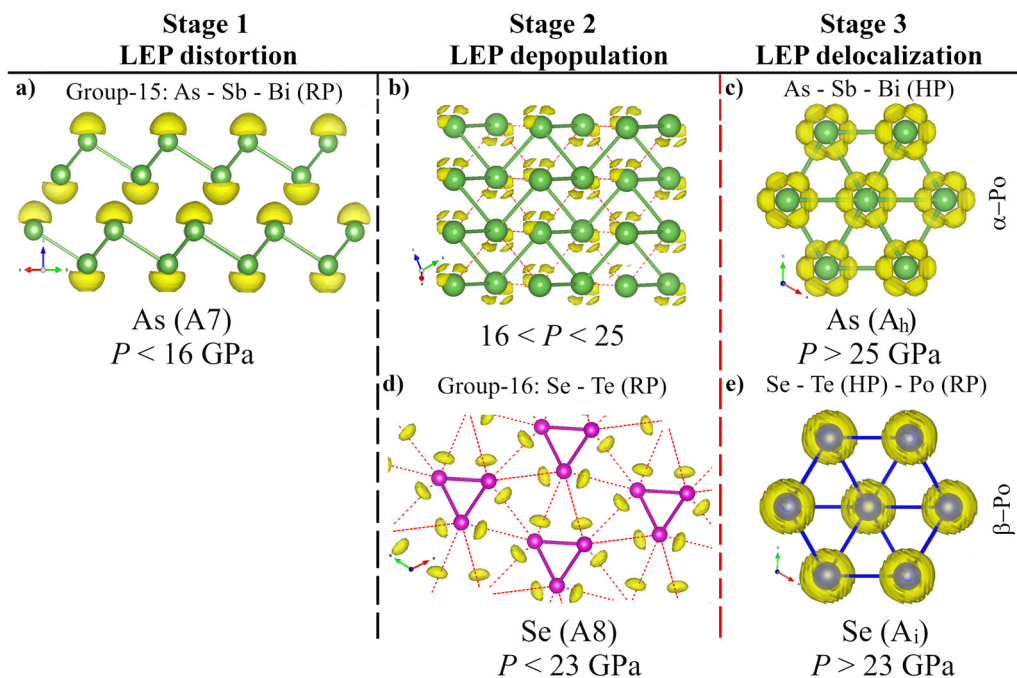 Stage 1
LEP distortion
Stage 2
LEP depopulation
Stage 3
LEP delocalization
a) Group-15: As - Sb - Bi (RP)
b)
c) As - Sb - Bi (HP)
α–Po
As (A7)
P < 16 GPa
16 < P < 25
As (Aₕ)
P > 25 GPa
d) Group-16: Se - Te (RP)
e) Se - Te (HP) - Po (RP)
β–Po
Se (A8)
P < 23 GPa
Se (Aᵢ)
P > 23 GPa